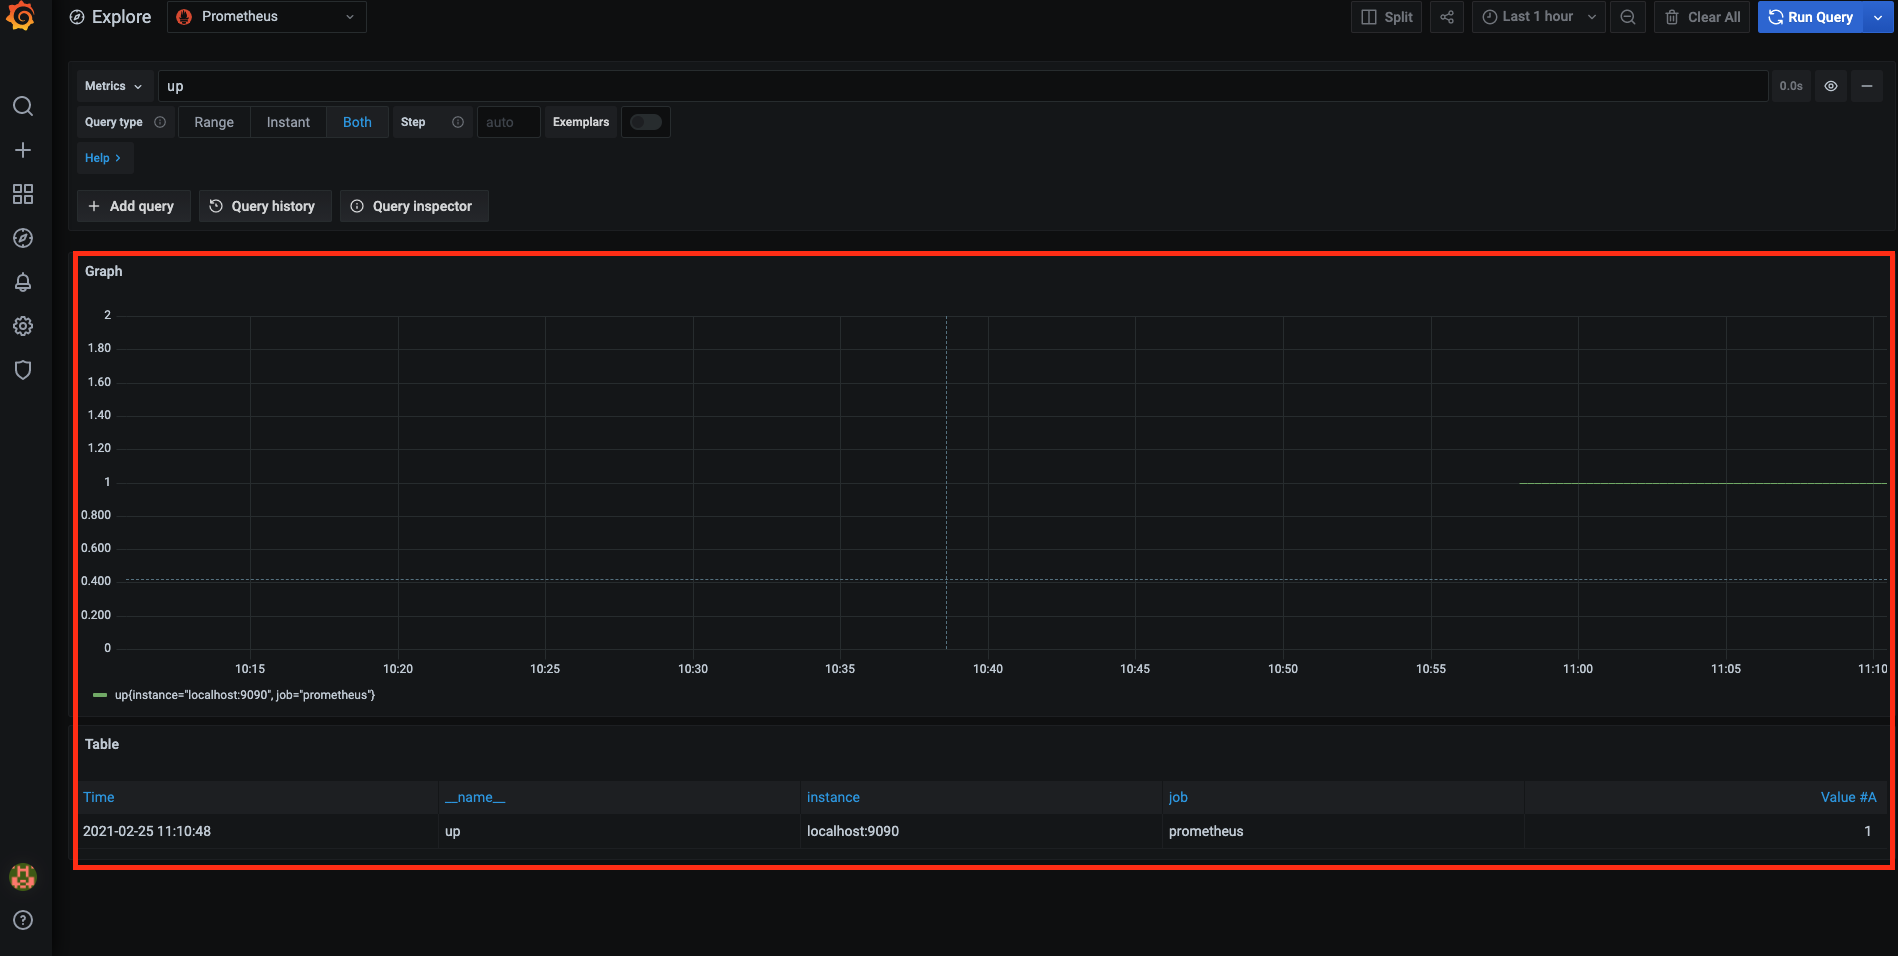 Explore Prometheus Split Last 1 hour Clear All Run Query
Metrics up 0.0s
Query type Range Instant Both Step auto Exemplars
Help
Add query Query history Query inspector
Graph
2
1.80
1.60
1.40
1.20
1
0.800
0.600
0.400
0.200
0
10:15 10:20 10:25 10:30 10:35 10:40 10:45 10:50 10:55 11:00 11:05 11:10
up{instance="localhost:9090", job="prometheus"}
Table
Time __name__ instance job Value #A
2021-02-25 11:10:48 up localhost:9090 prometheus 1